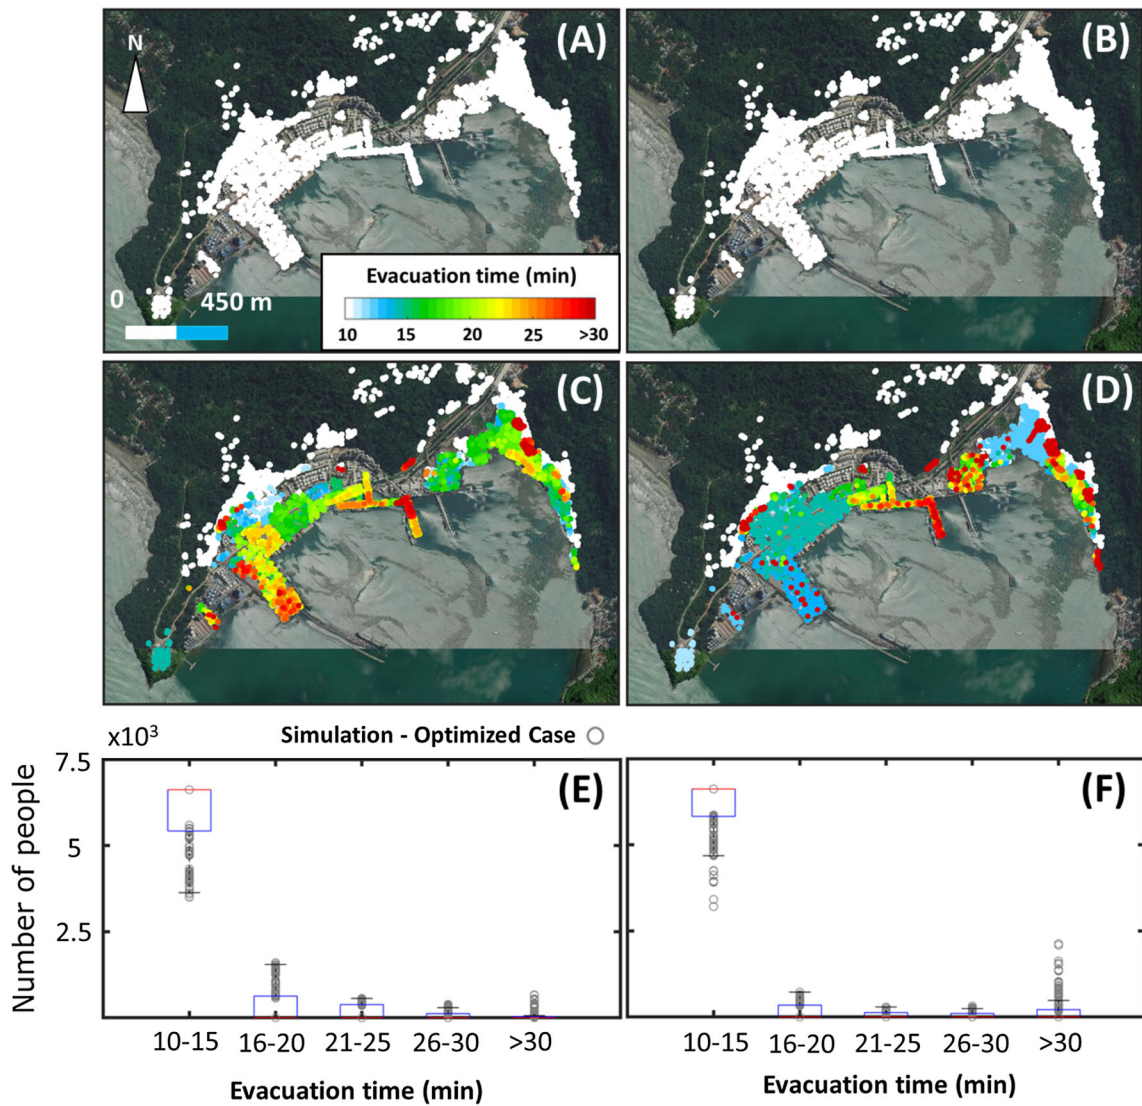 (A)
(B)
N
Evacuation time (min)
10 15 20 25 >30
0 450 m
(C)
(D)
x10³
Simulation - Optimized Case
(E)
(F)
Number of people
7.5
5
2.5
10-15 16-20 21-25 26-30 >30
10-15 16-20 21-25 26-30 >30
Evacuation time (min)
Evacuation time (min)